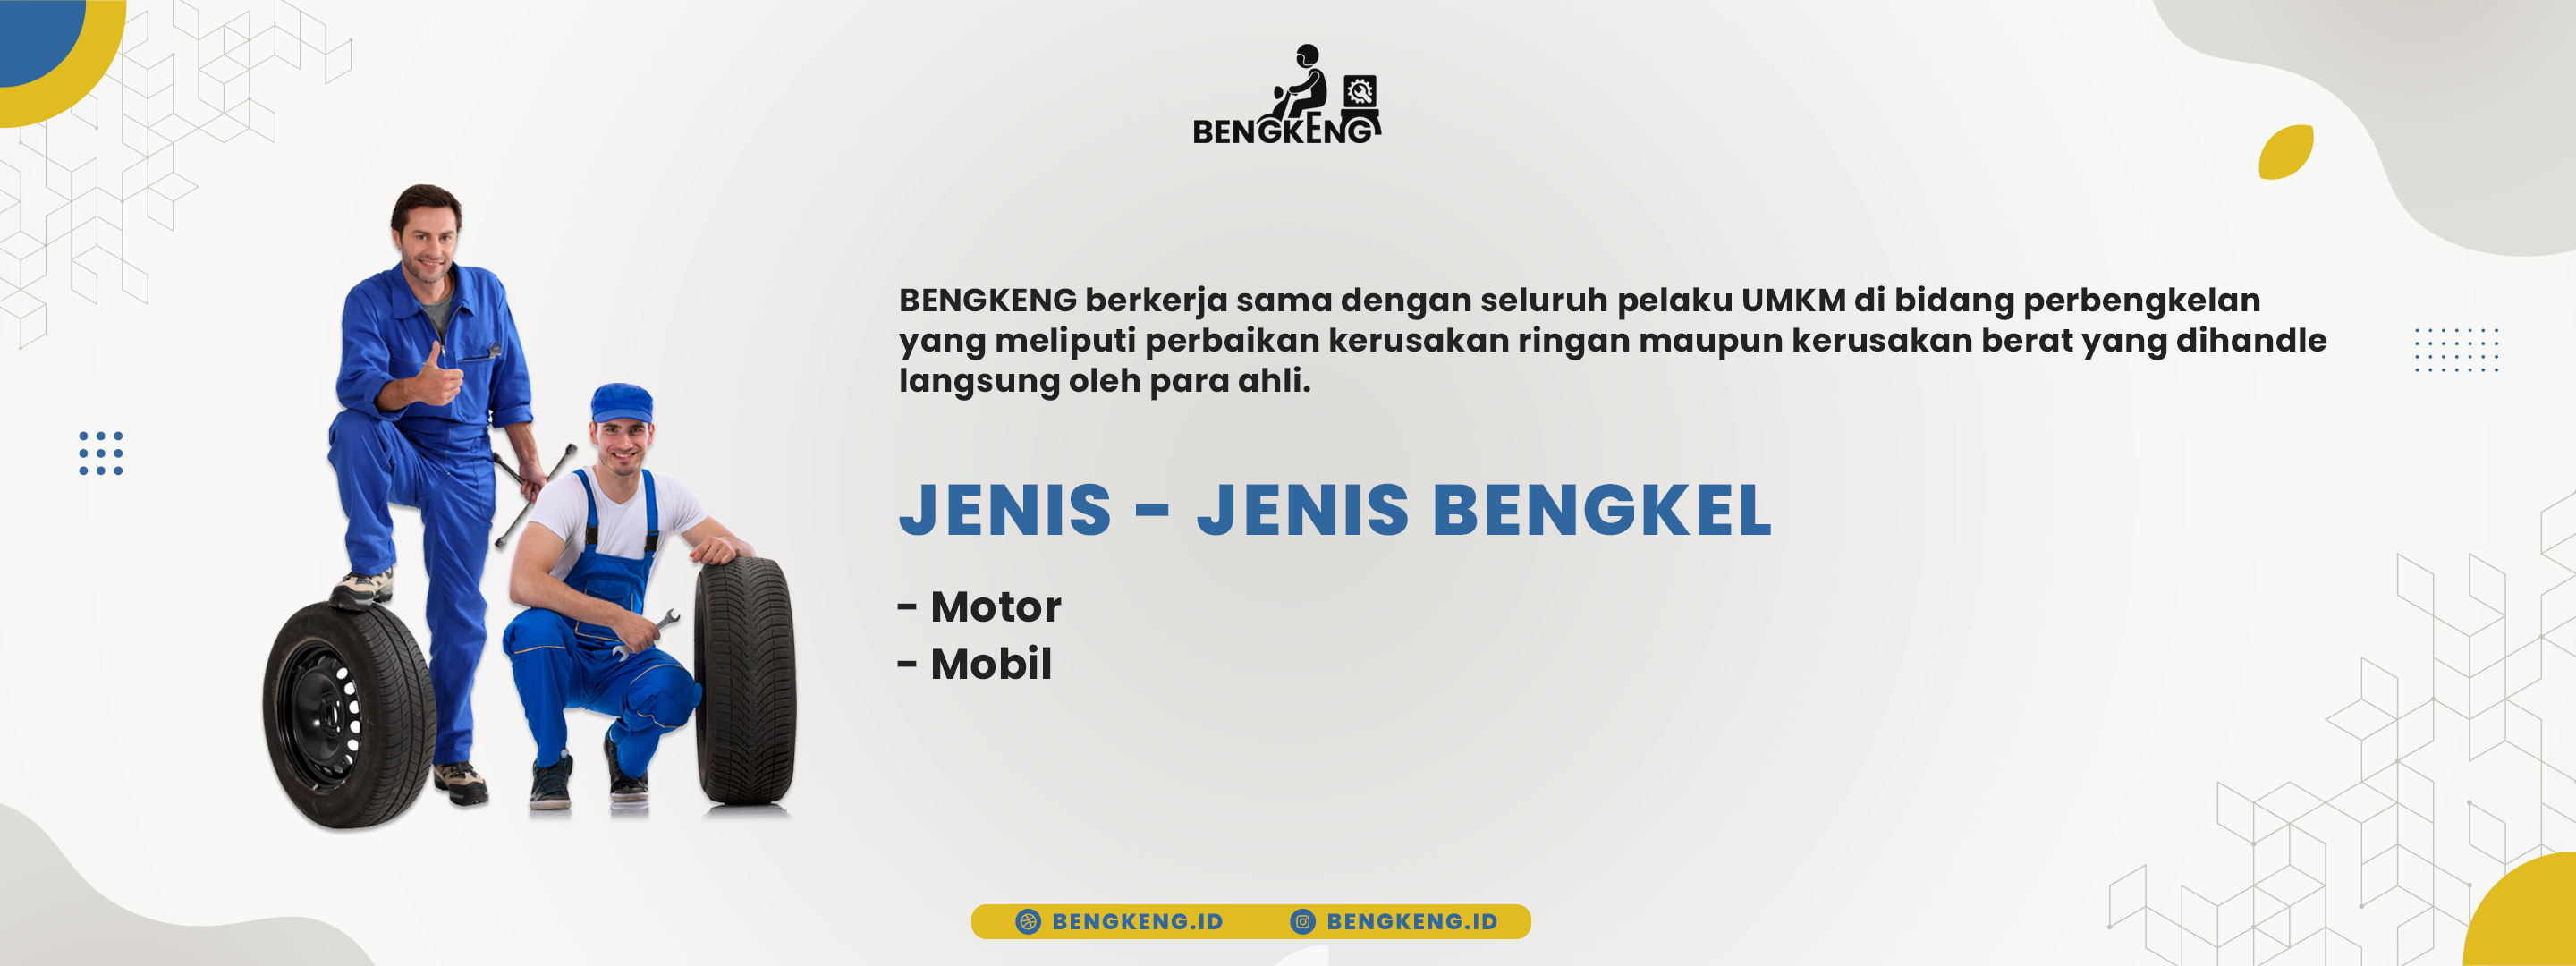 BENGKENG
BENGKENG berkerja sama dengan seluruh pelaku UMKM di bidang perbengkelan
yang meliputi perbaikan kerusakan ringan maupun kerusakan berat yang dihandle
langsung oleh para ahli.
JENIS - JENIS BENGKEL
- Motor
- Mobil
BENGKENG.ID BENGKENG.ID